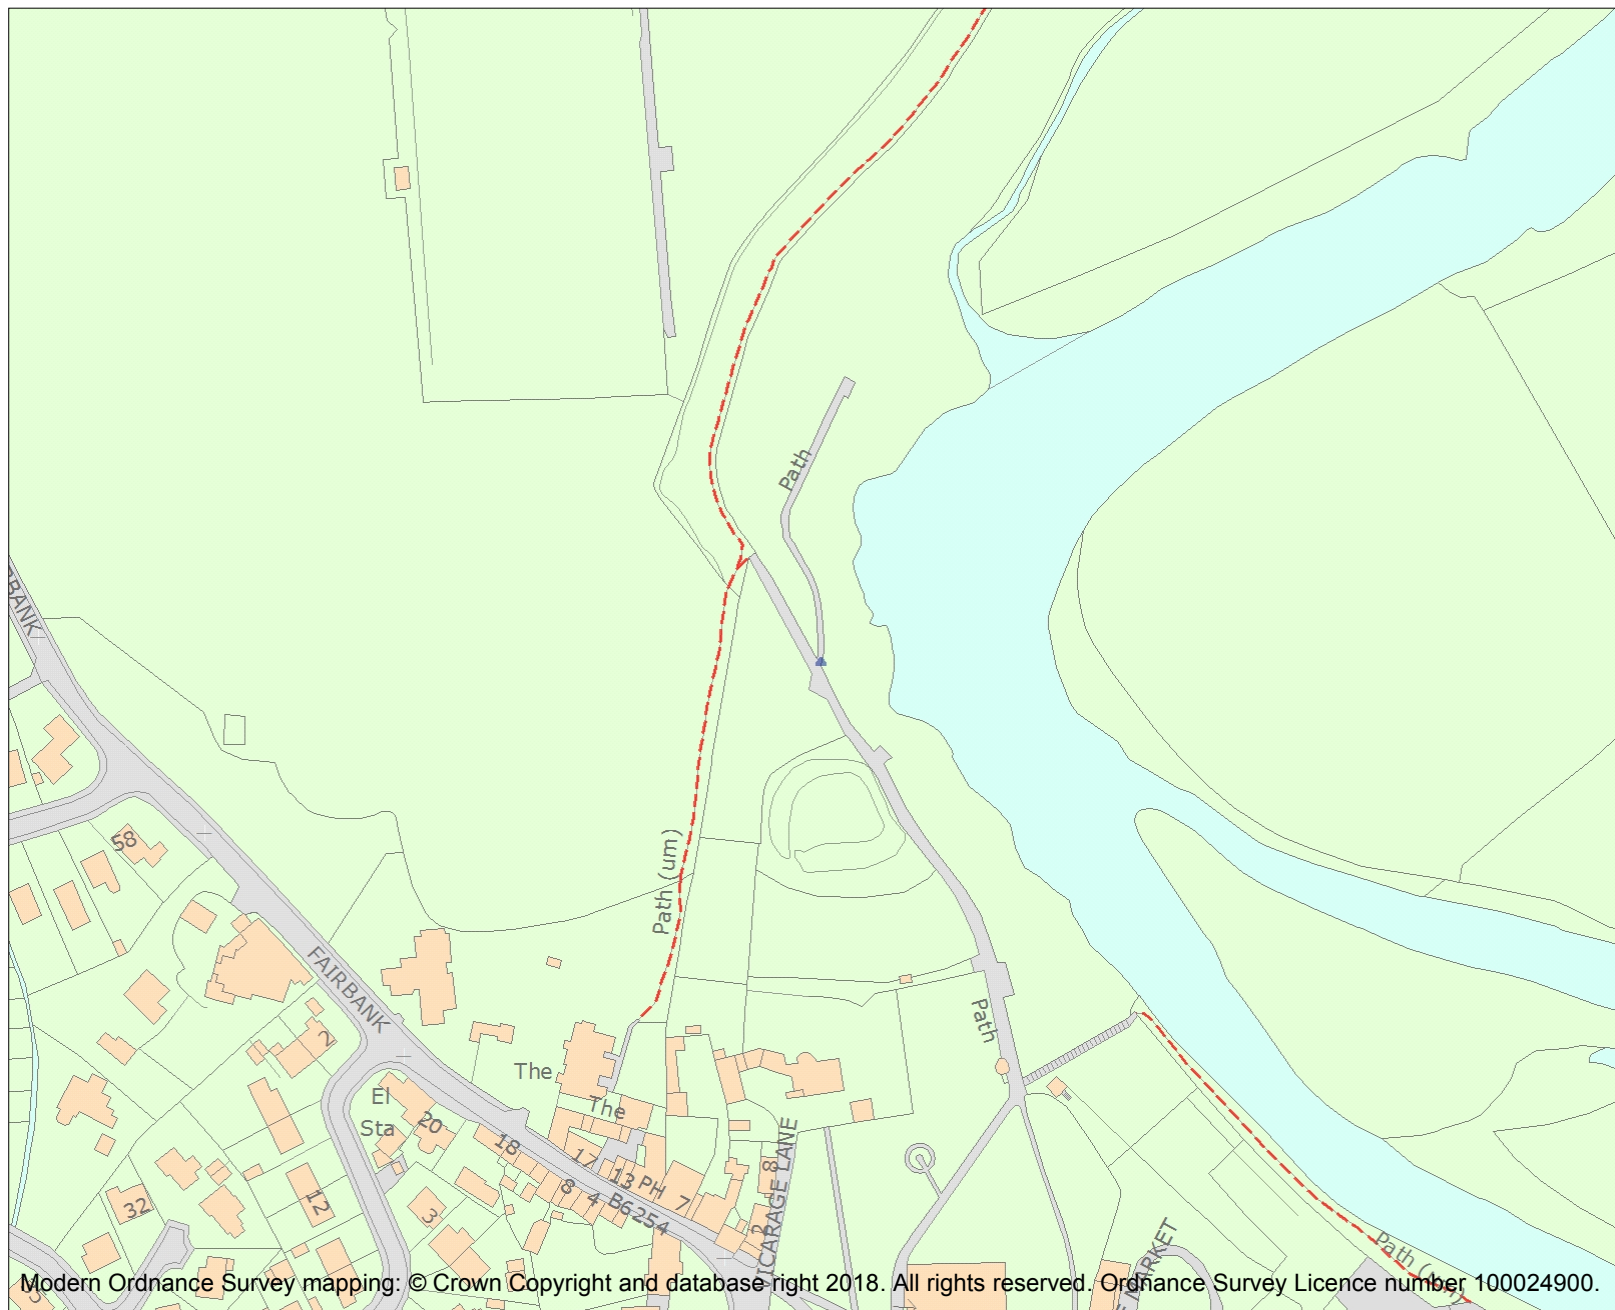 Path
RBANK
58
Path (um)
FAIRBANK
2
Path
The
El
Sta
20
The
18
17
13
PH
7
8
4
B6254
8
2
VICARAGE LANE
32
12
3
MARKET
Path (um)
Modern Ordnance Survey mapping: © Crown Copyright and database right 2018. All rights reserved. Ordnance Survey Licence number 100024900.